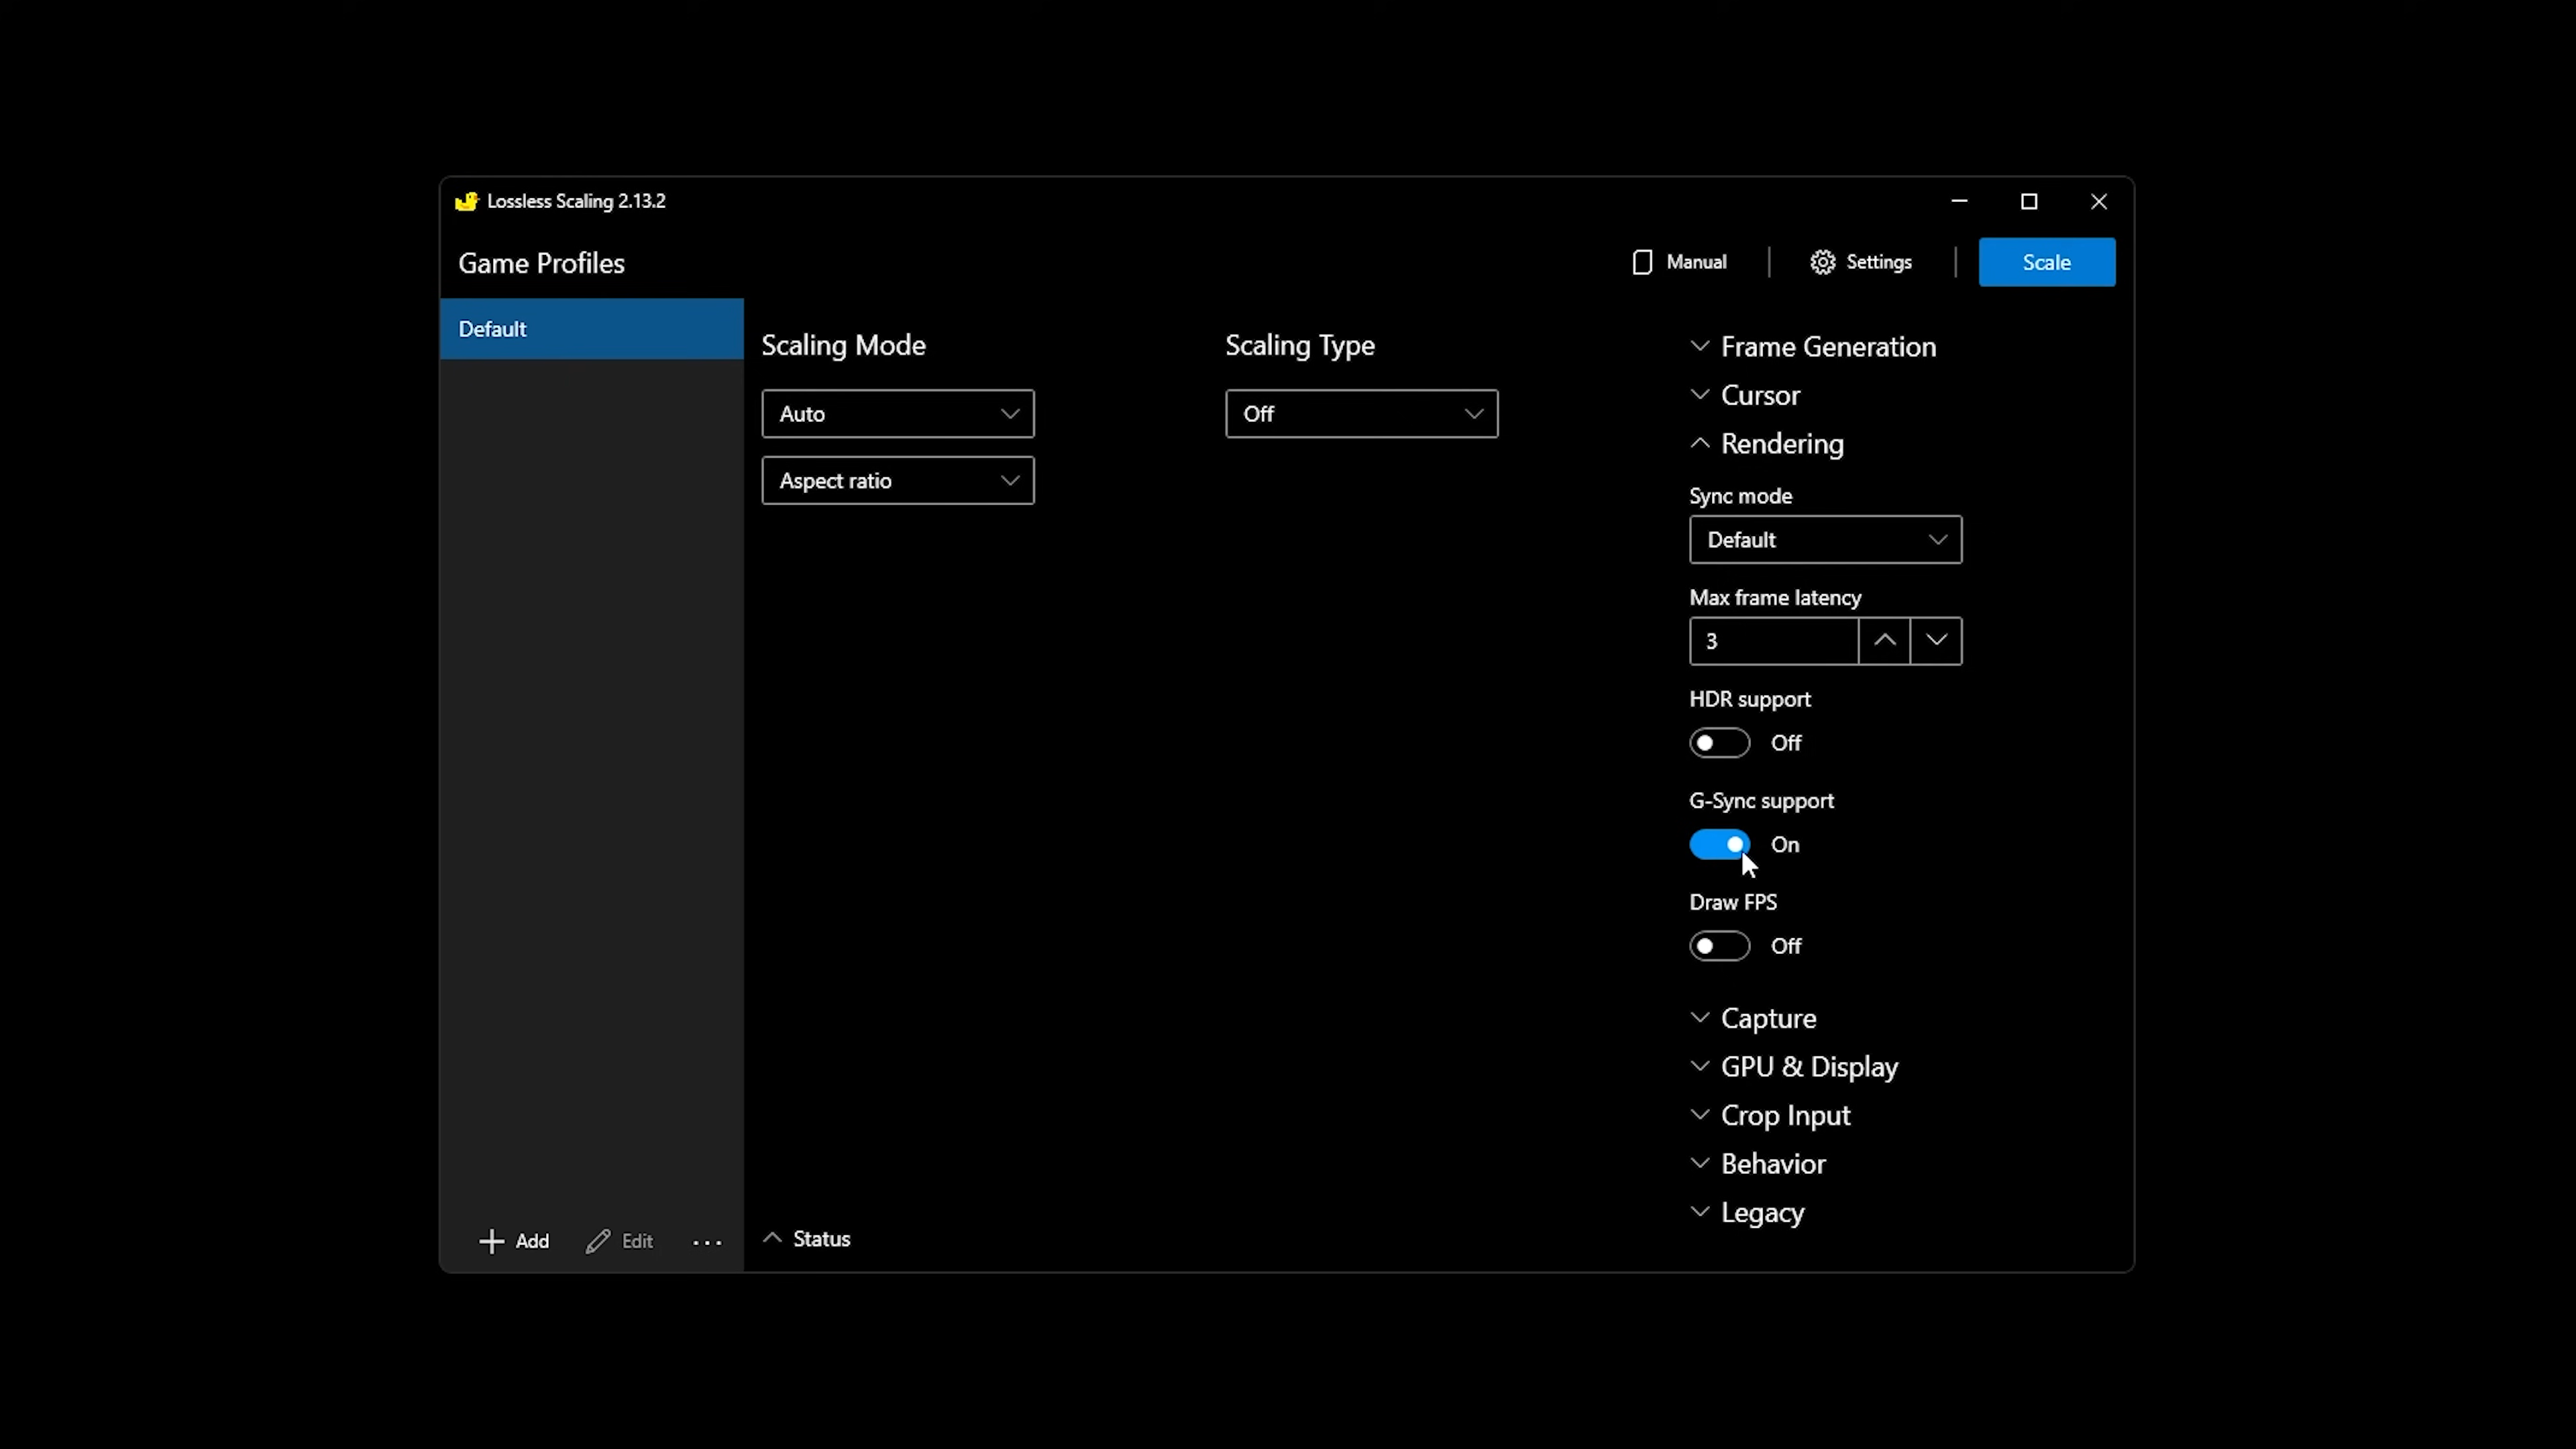 Lossless Scaling 2.13.2
Game Profiles
Manual
Settings
Scale
Default
Scaling Mode
Auto
Aspect ratio
Scaling Type
Off
Frame Generation
Cursor
Rendering
Sync mode
Default
Max frame latency
3
HDR support
Off
G-Sync support
On
Draw FPS
Off
Capture
GPU & Display
Crop Input
Behavior
Legacy
Add
Edit
...
Status